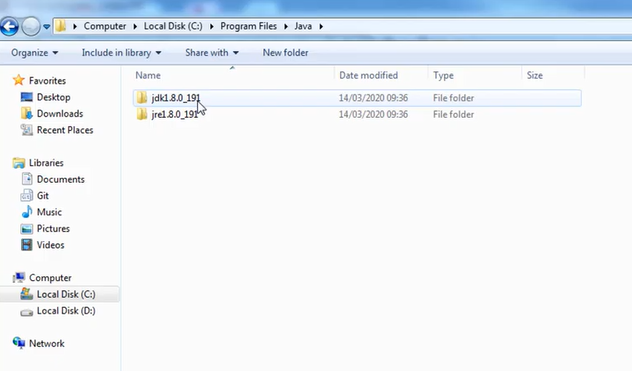 Computer Local Disk (C:) Program Files Java
Organize Include in library Share with New folder
Name Date modified Type Size
jdk1.8.0_191 14/03/2020 09:36 File folder
jre1.8.0_191 14/03/2020 09:36 File folder
Favorites
Desktop
Downloads
Recent Places
Libraries
Documents
Git
Music
Pictures
Videos
Computer
Local Disk (C:)
Local Disk (D:)
Network